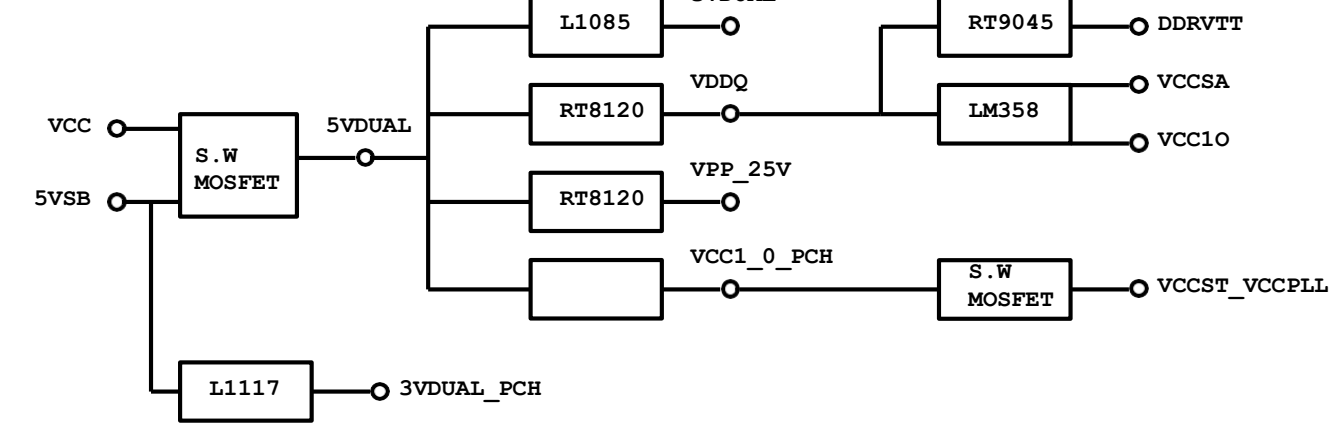 L1085
RT9045
DDRVTT
VDDQ
VCCSA
RT8120
LM358
VCC
5VDUAL
VCC1O
S.W
MOSFET
VPP_25V
5VSB
RT8120
VCC1_0_PCH
S.W
MOSFET
VCCST_VCCPLL
L1117
3VDUAL_PCH